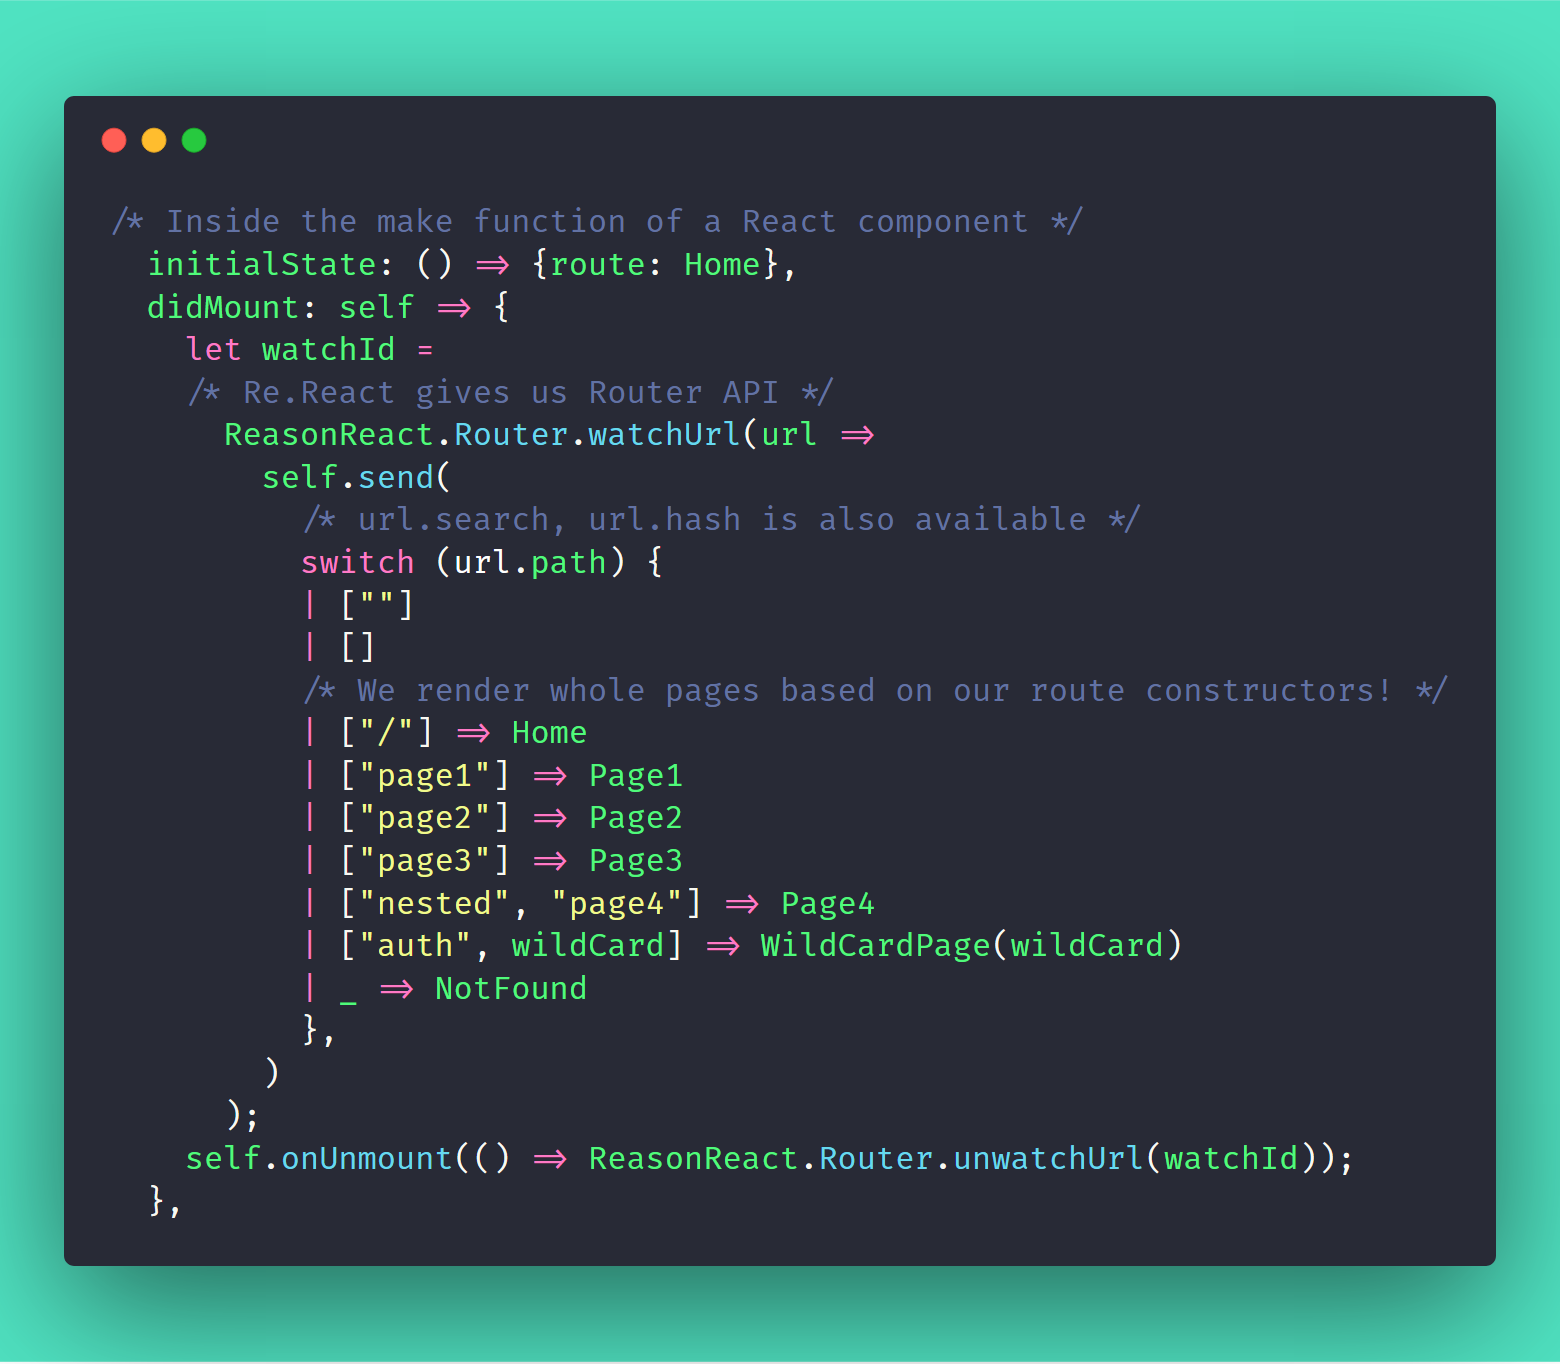 /* Inside the make function of a React component */
  initialState: () => {route: Home},
  didMount: self => {
    let watchId =
    /* Re.React gives us Router API */
      ReasonReact.Router.watchUrl(url =>
        self.send(
          /* url.search, url.hash is also available */
          switch (url.path) {
          | [""]
          | []
          /* We render whole pages based on our route constructors! */
          | ["/"] => Home
          | ["page1"] => Page1
          | ["page2"] => Page2
          | ["page3"] => Page3
          | ["nested", "page4"] => Page4
          | ["auth", wildCard] => WildCardPage(wildCard)
          | _ => NotFound
          },
        )
      );
    self.onUnmount(() => ReasonReact.Router.unwatchUrl(watchId));
  },